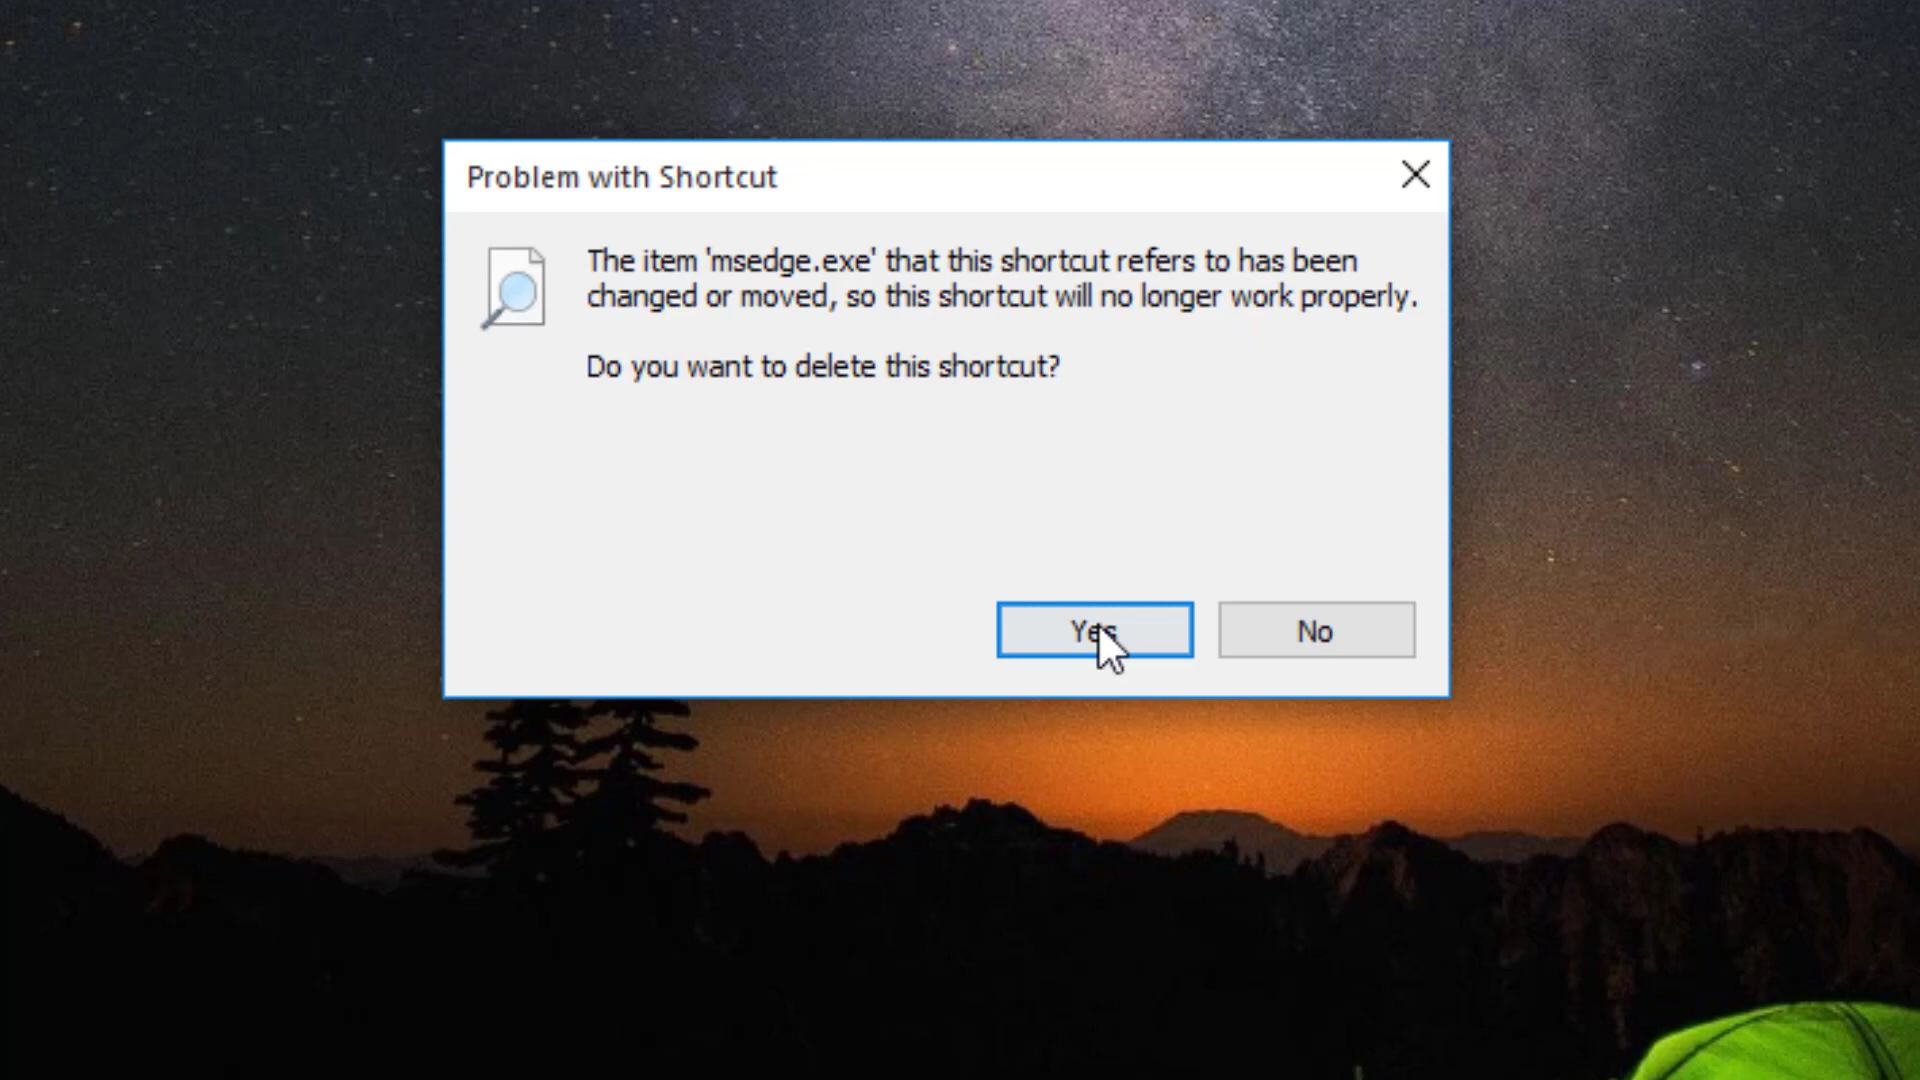 Problem with Shortcut
The item 'msedge.exe' that this shortcut refers to has been
changed or moved, so this shortcut will no longer work properly.
Do you want to delete this shortcut?
Yes No